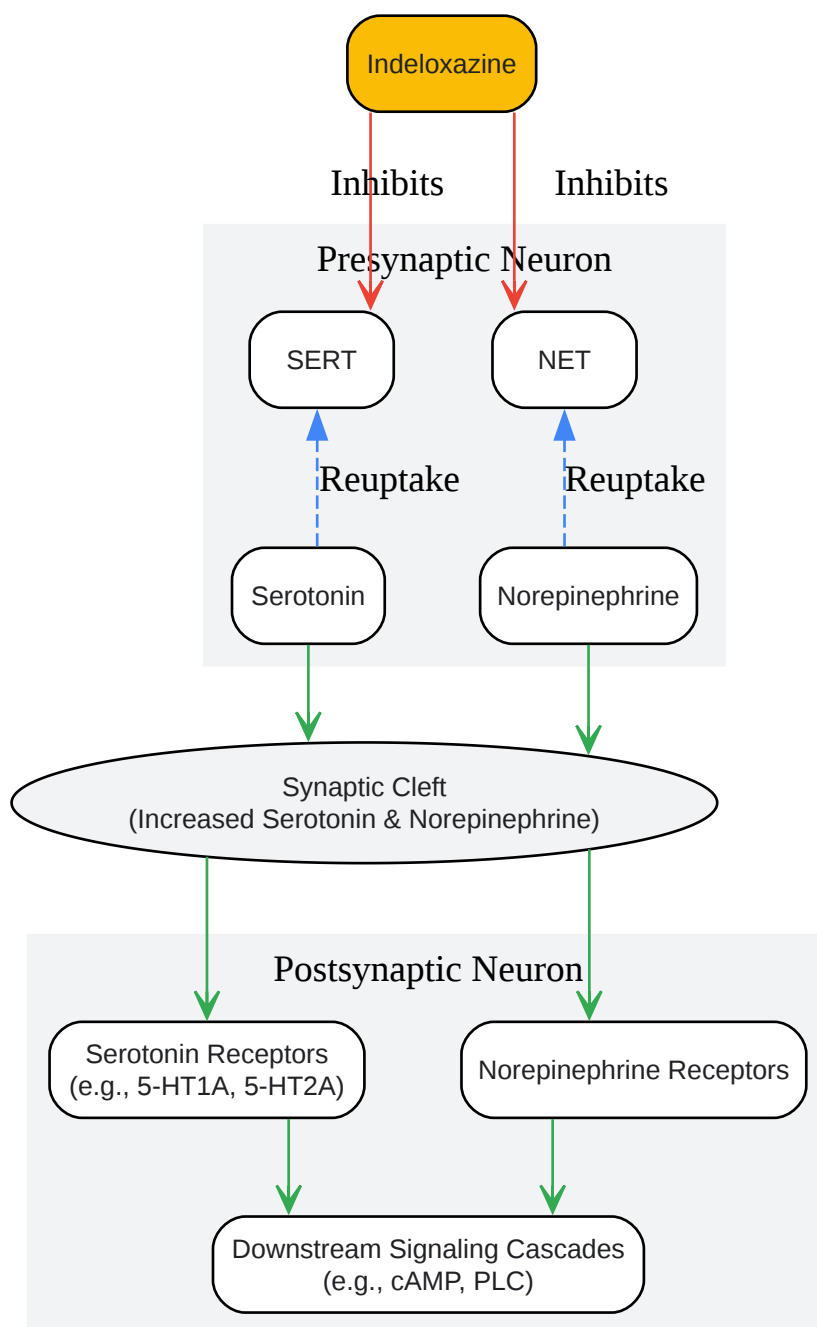 Indeloxazine
Inhibits
Inhibits
Presynaptic Neuron
SERT
NET
Reuptake
Reuptake
Serotonin
Norepinephrine
Synaptic Cleft
(Increased Serotonin & Norepinephrine)
Postsynaptic Neuron
Serotonin Receptors
(e.g., 5-HT1A, 5-HT2A)
Norepinephrine Receptors
Downstream Signaling Cascades
(e.g., cAMP, PLC)